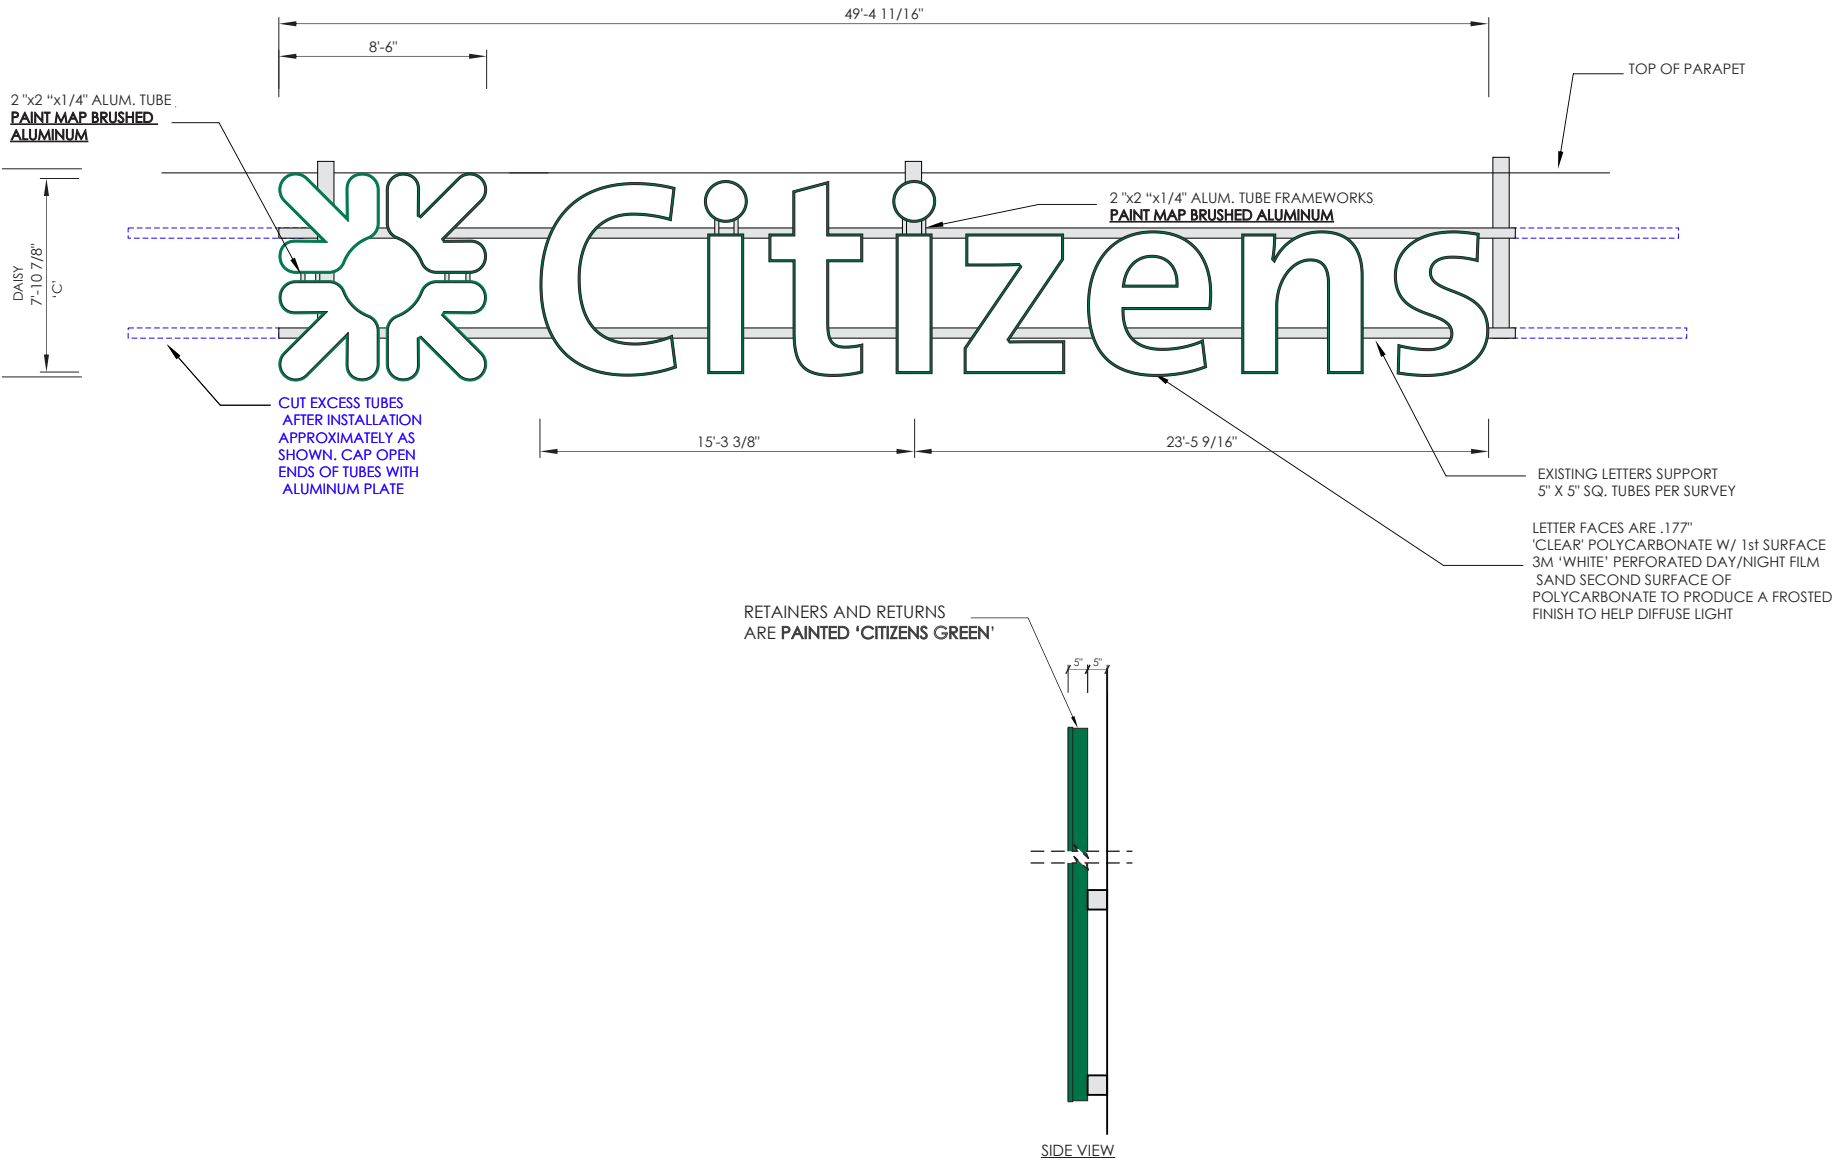 49'-4 11/16"
8'-6"
TOP OF PARAPET
2 "x2 "x1/4" ALUM. TUBE
PAINT MAP BRUSHED
ALUMINUM
2 "x2 "x1/4" ALUM. TUBE FRAMEWORKS
PAINT MAP BRUSHED ALUMINUM
DAISY
7'-10 7/8"
'C'
Citizens
CUT EXCESS TUBES
AFTER INSTALLATION
APPROXIMATELY AS
SHOWN. CAP OPEN
ENDS OF TUBES WITH
ALUMINUM PLATE
15'-3 3/8"
23'-5 9/16"
EXISTING LETTERS SUPPORT
5" X 5" SQ. TUBES PER SURVEY
LETTER FACES ARE .177"
'CLEAR' POLYCARBONATE W/ 1st SURFACE
3M 'WHITE' PERFORATED DAY/NIGHT FILM
SAND SECOND SURFACE OF
POLYCARBONATE TO PRODUCE A FROSTED
FINISH TO HELP DIFFUSE LIGHT
RETAINERS AND RETURNS
ARE PAINTED 'CITIZENS GREEN'
5" 5"
SIDE VIEW